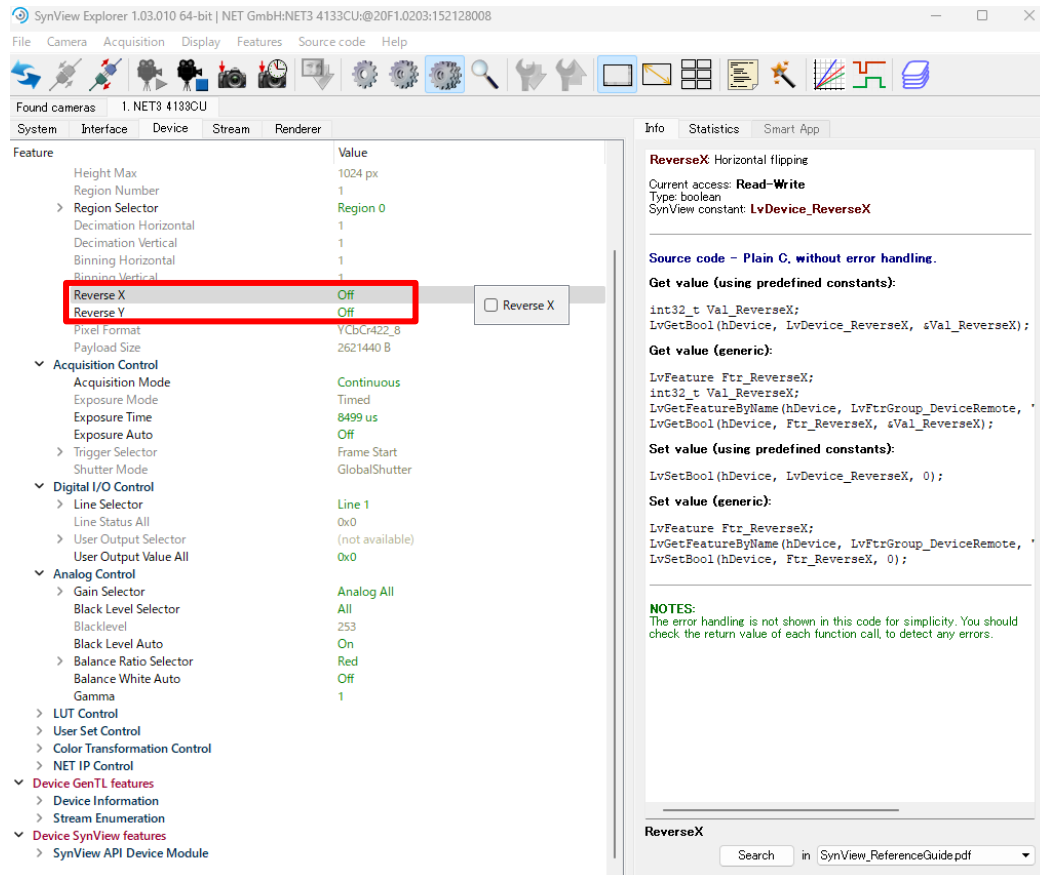 SynView Explorer 1.03.010 64-bit | NET GmbH:NET3 4133CU:@20F1.0203:152128008
File Camera Acquisition Display Features Source code Help
Found cameras 1. NET3 4133CU
System Interface Device Stream Renderer
Feature Value
Height Max 1024 px
Region Number 1
> Region Selector Region 0
Decimation Horizontal 1
Decimation Vertical 1
Binning Horizontal 1
Binning Vertical 1
Reverse X Off
Reverse Y Off
Reverse X
Pixel Format YCbCr422_8
Payload Size 2621440 B
Acquisition Control
Acquisition Mode Continuous
Exposure Mode Timed
Exposure Time 8499 us
Exposure Auto Off
> Trigger Selector Frame Start
Shutter Mode GlobalShutter
Digital I/O Control
> Line Selector Line 1
Line Status All 0x0
> User Output Selector (not available)
User Output Value All 0x0
Analog Control
> Gain Selector Analog All
Black Level Selector All
Blacklevel 253
Black Level Auto On
> Balance Ratio Selector Red
Balance White Auto Off
Gamma 1
> LUT Control
> User Set Control
> Color Transformation Control
> NET IP Control
Device GenTL features
> Device Information
> Stream Enumeration
Device SynView features
> SynView API Device Module
Info Statistics Smart App
ReverseX: Horizontal flipping
Current access: Read-Write
Type: boolean
SynView constant: LvDevice_ReverseX
Source code - Plain C, without error handling.
Get value (using predefined constants):
int32_t Val_ReverseX;
LvGetBool(hDevice, LvDevice_ReverseX, &Val_ReverseX);
Get value (generic):
LvFeature Ftr_ReverseX;
int32_t Val_ReverseX;
LvGetFeatureByName(hDevice, LvFtrGroup_DeviceRemote, "
LvGetBool(hDevice, Ftr_ReverseX, &Val_ReverseX);
Set value (using predefined constants):
LvSetBool(hDevice, LvDevice_ReverseX, 0);
Set value (generic):
LvFeature Ftr_ReverseX;
LvGetFeatureByName(hDevice, LvFtrGroup_DeviceRemote, "
LvSetBool(hDevice, Ftr_ReverseX, 0);
NOTES:
The error handling is not shown in this code for simplicity. You should
check the return value of each function call, to detect any errors.
ReverseX
Search in SynView_ReferenceGuide.pdf